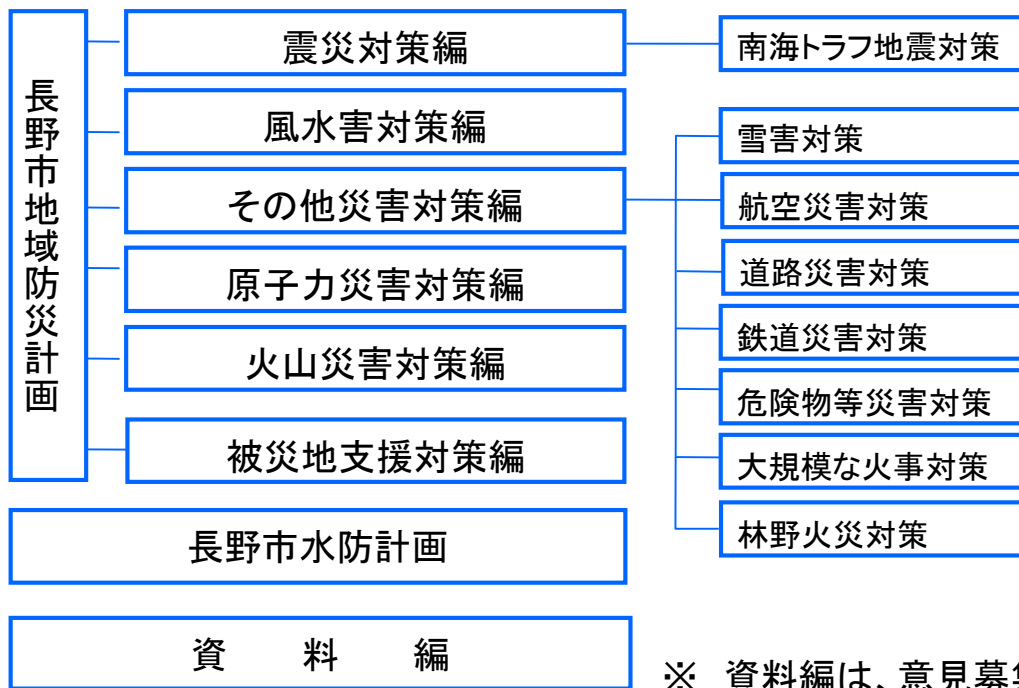 長野市地域防災計画
震災対策編
南海トラフ地震対策
風水害対策編
その他災害対策編
雪害対策
航空災害対策
道路災害対策
鉄道災害対策
危険物等災害対策
大規模な火事対策
林野火災対策
原子力災害対策編
火山災害対策編
被災地支援対策編
長野市水防計画
資 料 編
※ 資料編は、意見募